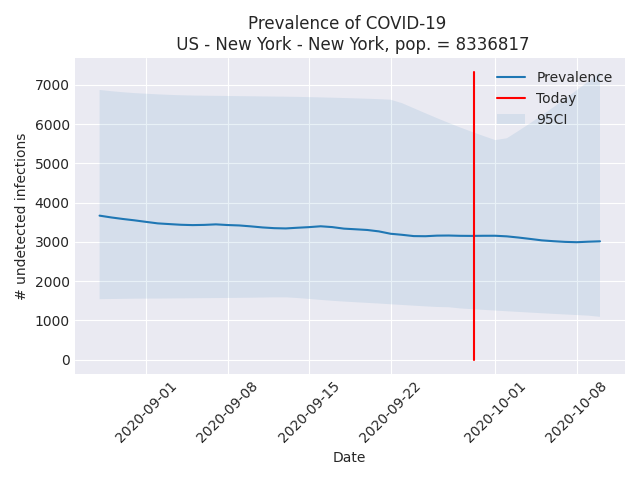 Prevalence of COVID-19
US - New York - New York, pop. = 8336817
7000
6000
5000
4000
3000
2000
1000
0
# undetected infections
Prevalence
Today
95CI
2020-09-01
2020-09-08
2020-09-15
2020-09-22
2020-10-01
2020-10-08
Date